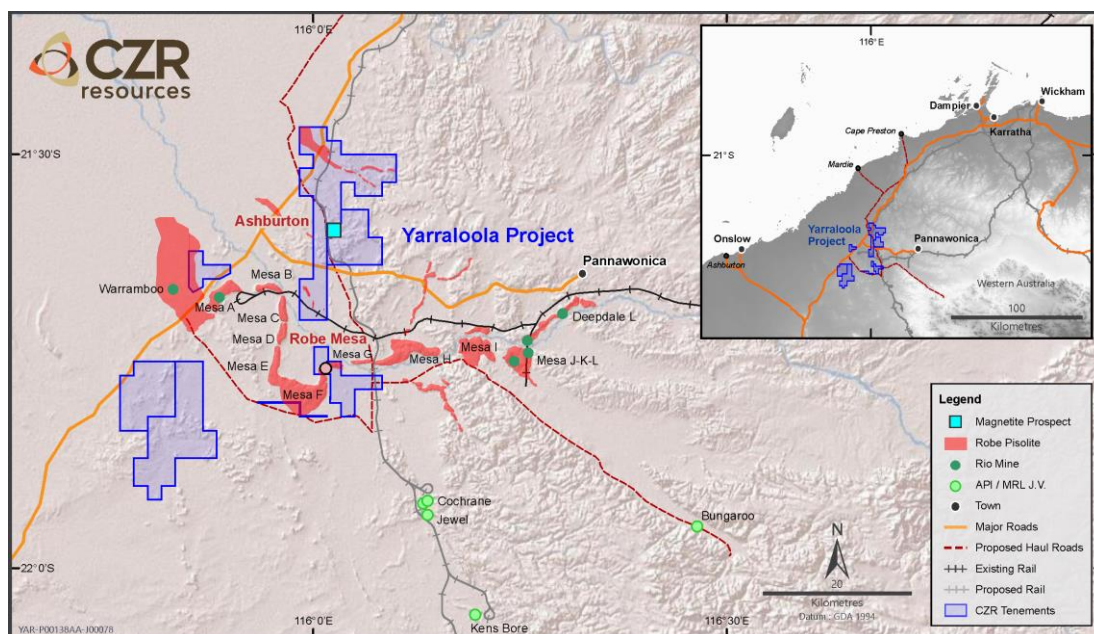 CZR
resources
116°0'E
21°30'S
Ashburton
Yarraloola Project
Pannawonica
Warramboo
Mesa A
Mesa B
Mesa C
Mesa D
Mesa E
Mesa F
Robe Mesa
Mesa G
Mesa H
Mesa I
Deepdale L
Mesa J-K-L
Cochrane
Jewel
Bungaroo
22°0'S
Kens Bore
116°0'E
116°30'E
YAR-P00138AA-J00078
N
20
Kilometres
Datum : GDA 1994
116°E
21°S
Dampier
Wickham
Karratha
Cape Preston
Mardie
Onslow
Ashburton
Yarraloola
Project
Pannawonica
Western Australia
100
Kilometres
Legend
Magnetite Prospect
Robe Pisolite
Rio Mine
API / MRL J.V.
Town
Major Roads
Proposed Haul Roads
Existing Rail
Proposed Rail
CZR Tenements